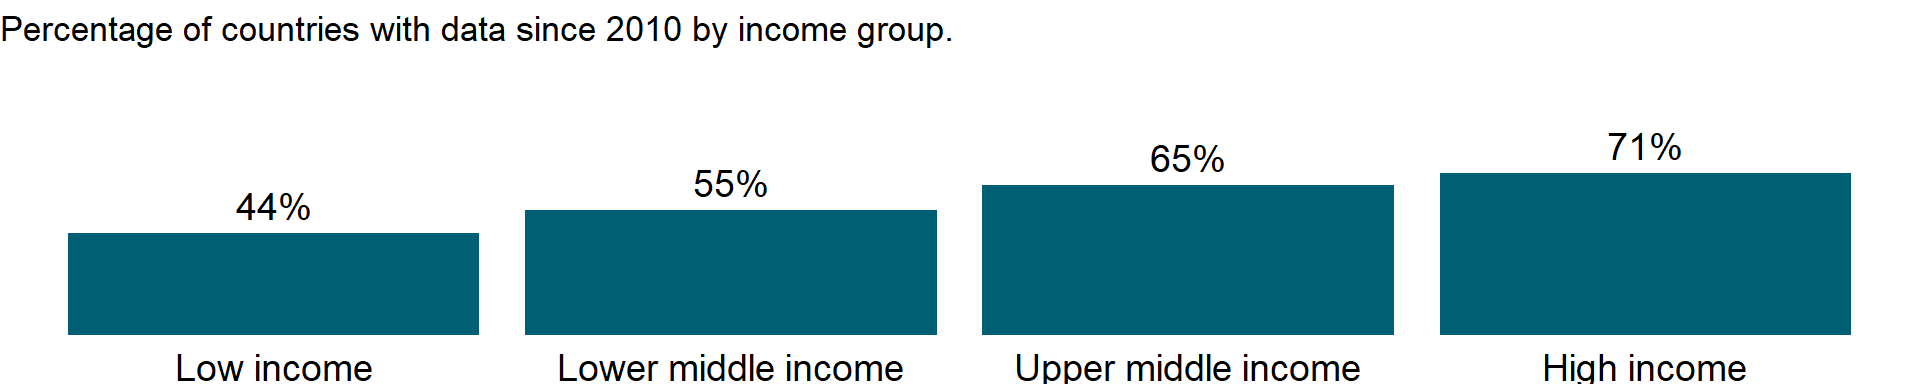 Percentage of countries with data since 2010 by income group.
44%
55%
65%
71%
Low income
Lower middle income
Upper middle income
High income